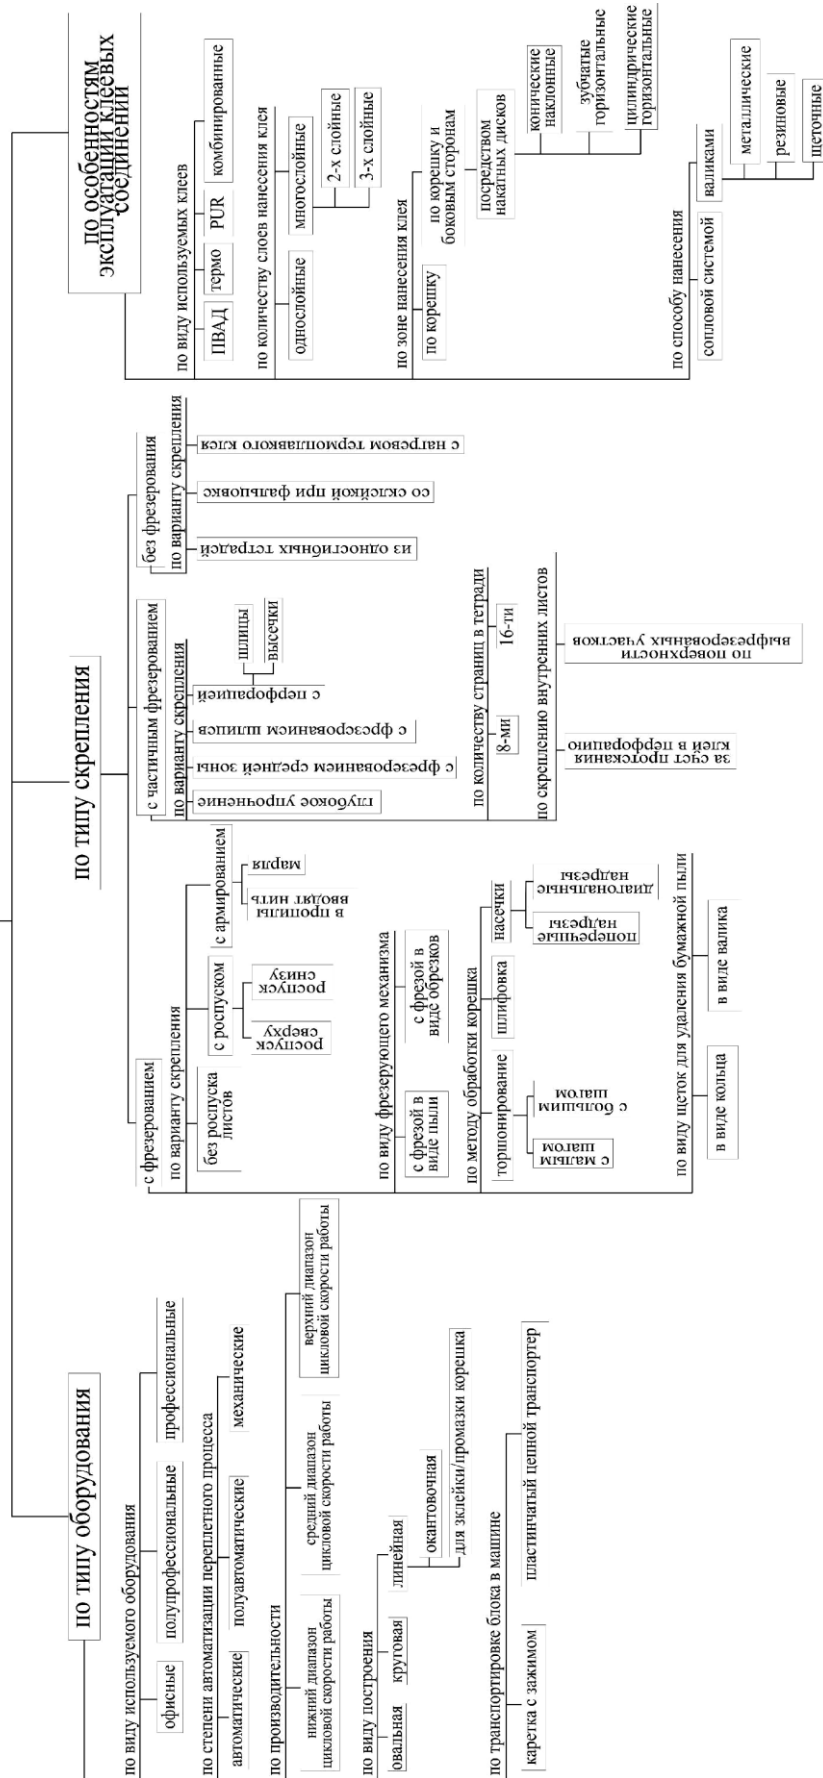 по типу оборудования
по виду используемого оборудования
офисные
полупрофессиональные
профессиональные
по степени автоматизации переплетного процесса
автоматические
полуавтоматические
механические
по производительности
нижний диапазон
цикловой скорости работы
средний диапазон
цикловой скорости работы
верхний диапазон
цикловой скорости работы
по виду построения
овальная
круговая
линейная
окантовочная
для зклейки/промазки корешка
по транспортировке блока в машине
каретка с зажимом
пластинчатый цепной транспортер
по типу скрепления
с фрезерованием
по варианту скрепления
без роспуска
листов
с роспуском
роспуск
сверху
роспуск
снизу
с армированием
в пропилы
вводят нить
марля
по виду фрезерующего механизма
с фрезой в
виде пыли
с фрезой в
виде обрезков
по методу обработки корешка
торшонирование
с малым
шагом
с большим
шагом
шлифовка
насечки
поперечные
надрезы
диагональные
надрезы
по виду щеток для удаления бумажной пыли
в виде кольца
в виде валика
с частичным фрезерованием
по варианту скрепления
глубокое упрочнение
с фрезерованием средней зоны
с фрезерованием шлицев
с перфорацией
шлицы
высечки
по количеству страниц в тетради
8-ми
16-ти
по скреплению внутренних листов
за счет протекания
клей в перфорацию
по поверхности
выфрезерованых участков
без фрезерования
по варианту скрепления
из одногибных тетрадей
со склейкой при фальцовке
с нагревом термоплавкого клея
по особенностям
эксплуатации клеевых
соединений
по виду используемых клеев
ПВАД
термо
PUR
комбинированные
по количеству слоев нанесения клея
однослойные
многослойные
2-х слойные
3-х слойные
по зоне нанесения клея
по корешку
по корешку и
боковым сторонам
посредством
накатных дисков
конические
наклонные
зубчатые
горизонтальные
цилиндрические
горизонтальные
по способу нанесения
сопловой системой
валиками
металлические
резиновые
щеточные